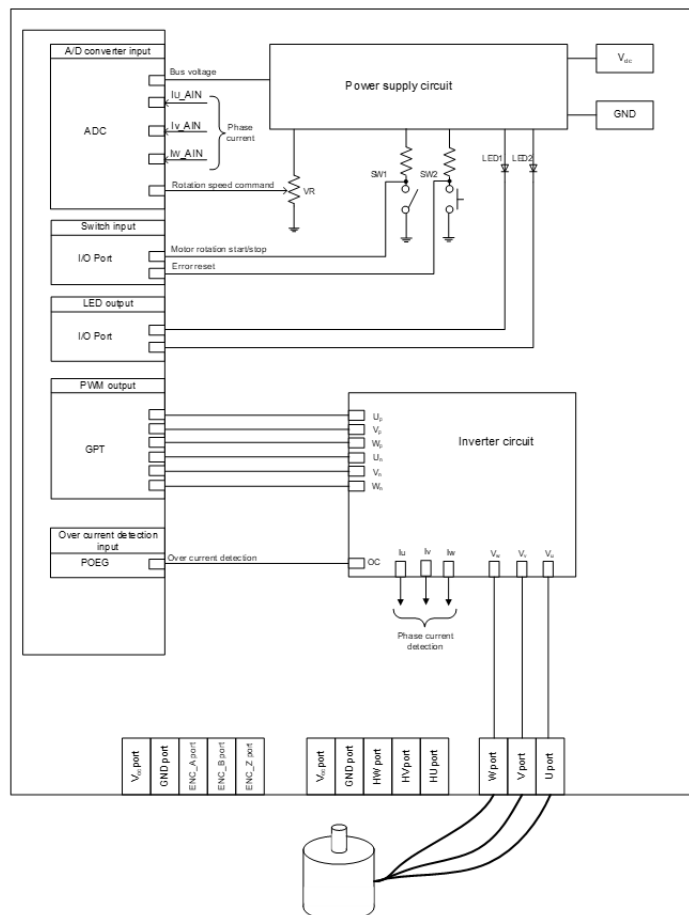 A/D converter input
Bus voltage
IU_AIN
ADC
Iv_AIN
Phase
current
Iw_AIN
Rotation speed command
VR
Power supply circuit
Vdc
GND
SW1
SW2
LED1
LED2
Switch input
I/O Port
Motor rotation start/stop
Error reset
LED output
I/O Port
PWM output
GPT
Up
Vp
Wp
Un
Vn
Wn
Inverter circuit
Over current detection
input
POEG
Over current detection
OC
Iu
Iv
Iw
Vw
Vv
Vu
Phase current
detection
Vcc port
GND port
ENC_A port
ENC_B port
ENC_Z port
Vcc port
GND port
HW port
HV port
HU port
W port
V port
U port